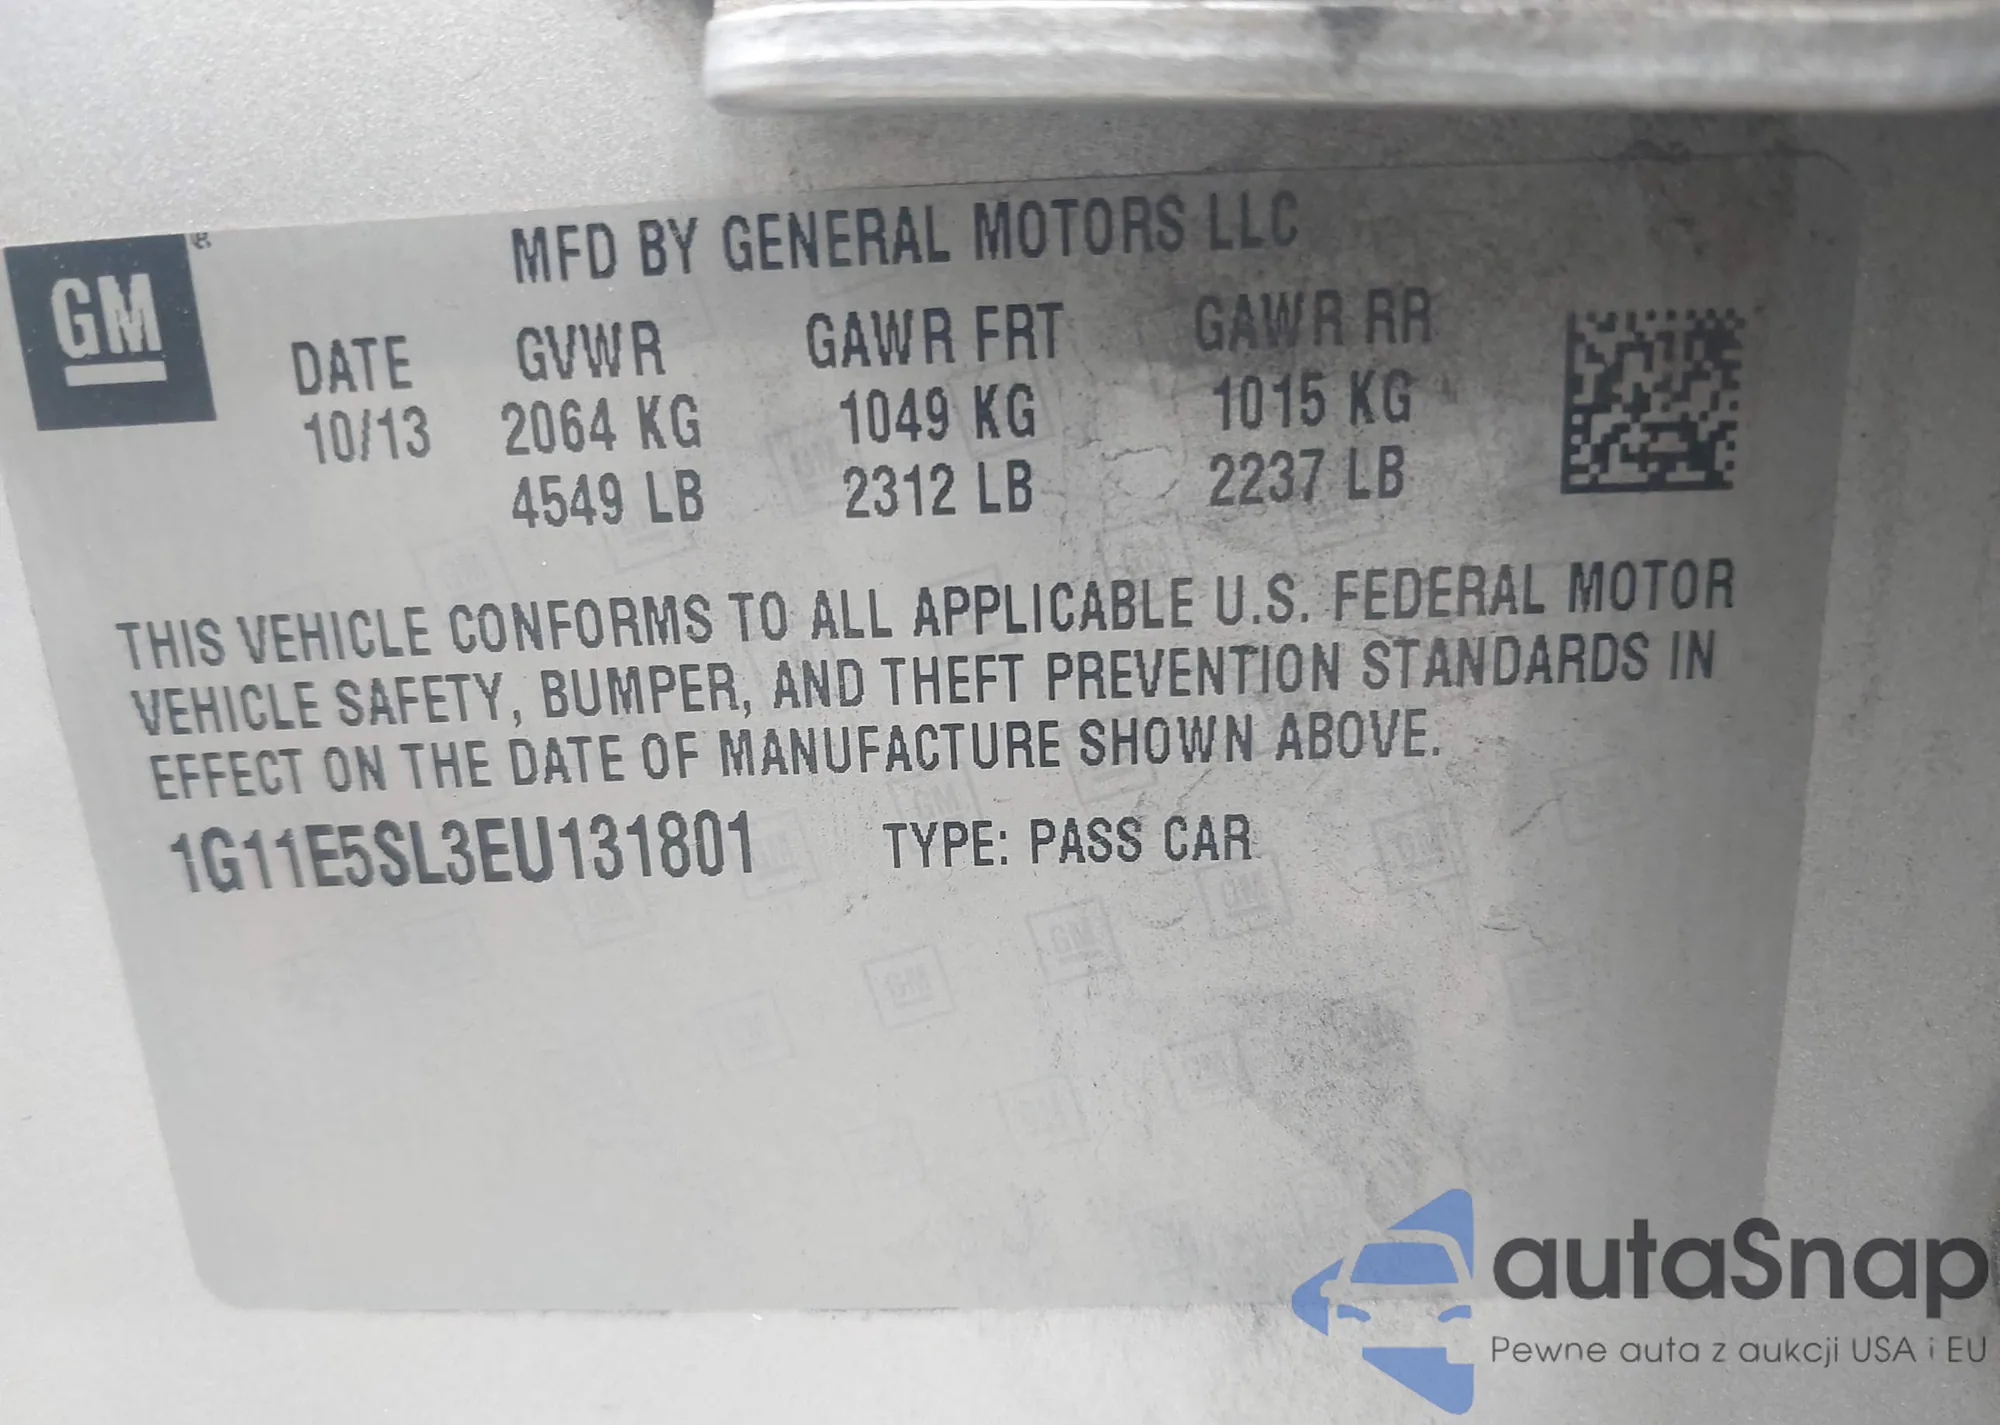 GM
MFD BY GENERAL MOTORS LLC
DATE GVWR GAWR FRT GAWR RR
10/13 2064 KG 1049 KG 1015 KG
4549 LB 2312 LB 2237 LB
THIS VEHICLE CONFORMS TO ALL APPLICABLE U.S. FEDERAL MOTOR
VEHICLE SAFETY, BUMPER, AND THEFT PREVENTION STANDARDS IN
EFFECT ON THE DATE OF MANUFACTURE SHOWN ABOVE.
1G11E5SL3EU131801 TYPE: PASS CAR
autaSnap
Pewne auta z aukcji USA i EU